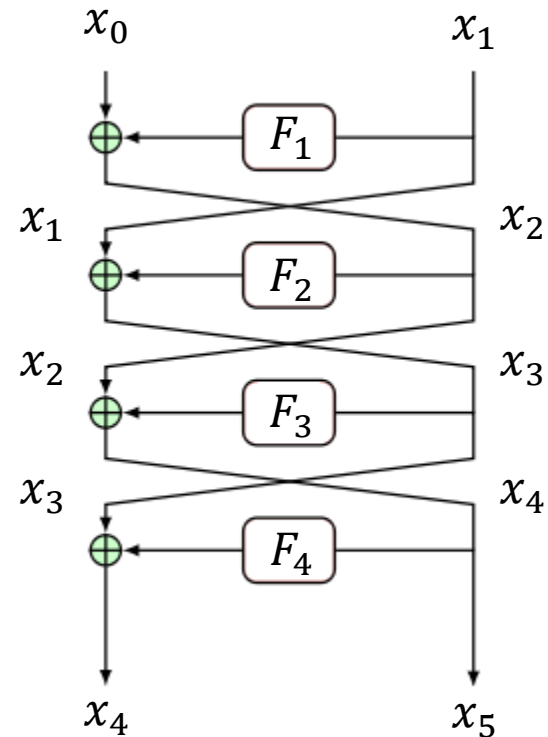 x₀ x₁
F₁
x₁ x₂
F₂
x₂ x₃
F₃
x₃ x₄
F₄
x₄ x₅